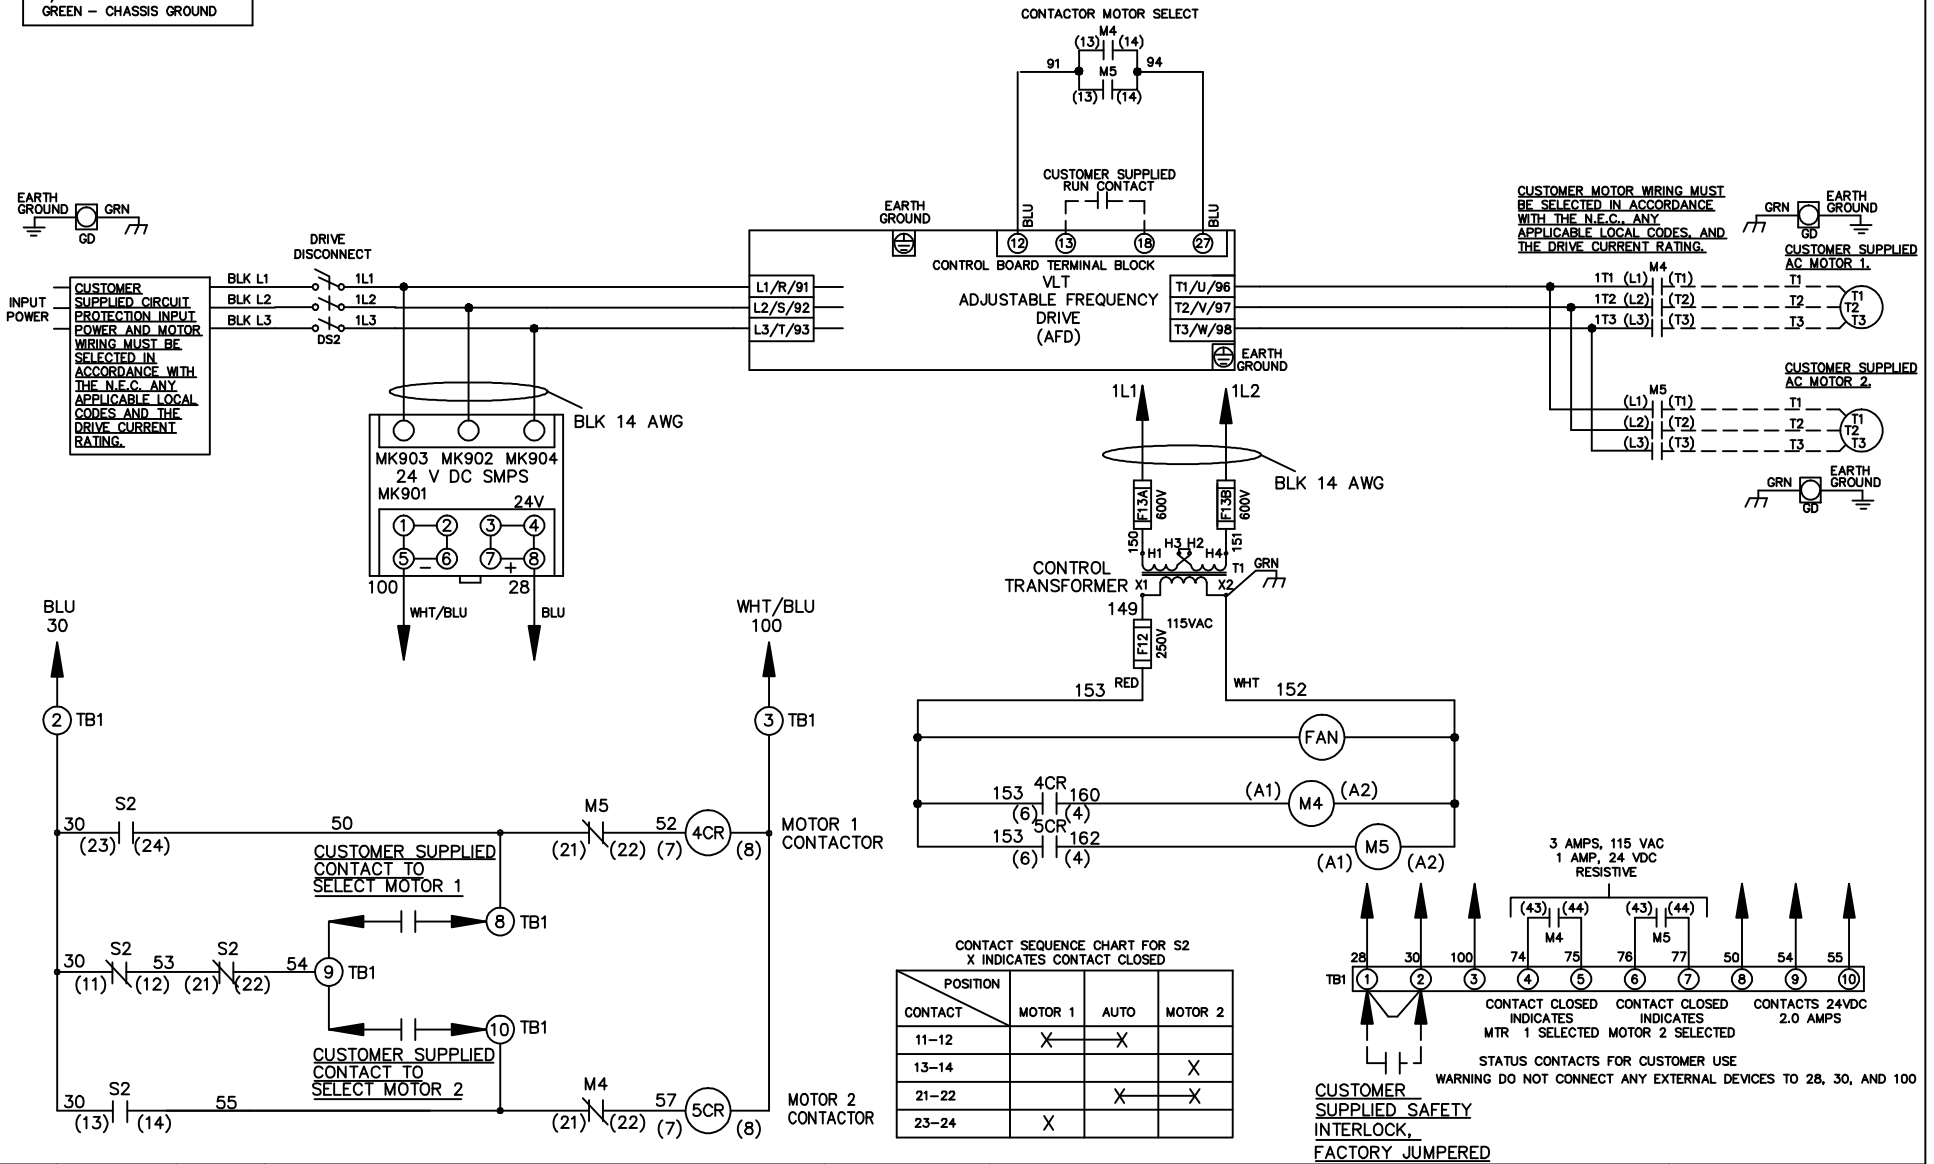 GREEN – CHASSIS GROUND
CONTACTOR MOTOR SELECT
M4
(13) (14)
91 M5 94
(13) (14)
CUSTOMER SUPPLIED
RUN CONTACT
BLU BLU
12 13 18 27
CONTROL BOARD TERMINAL BLOCK
EARTH
GROUND
VLT
ADJUSTABLE FREQUENCY
DRIVE
(AFD)
L1/R/91
L2/S/92
L3/T/93
T1/U/96
T2/V/97
T3/W/98
EARTH
GROUND
EARTH
GROUND GRN
GD
INPUT
POWER
CUSTOMER
SUPPLIED CIRCUIT
PROTECTION INPUT
POWER AND MOTOR
WIRING MUST BE
SELECTED IN
ACCORDANCE WITH
THE N.E.C. ANY
APPLICABLE LOCAL
CODES AND THE
DRIVE CURRENT
RATING.
DRIVE
DISCONNECT
BLK L1 1L1
BLK L2 1L2
BLK L3 1L3
DS2
BLK 14 AWG
MK903 MK902 MK904
24 V DC SMPS
MK901
24V
1 2 3 4
5 6 7 8
– +
100 28
WHT/BLU BLU
CUSTOMER MOTOR WIRING MUST
BE SELECTED IN ACCORDANCE
WITH THE N.E.C., ANY
APPLICABLE LOCAL CODES, AND
THE DRIVE CURRENT RATING.
GRN EARTH
GROUND
GD
CUSTOMER SUPPLIED
AC MOTOR 1.
M4
1T1 (L1) (T1) T1 T1
1T2 (L2) (T2) T2 T2
1T3 (L3) (T3) T3 T3
CUSTOMER SUPPLIED
AC MOTOR 2.
M5
(L1) (T1) T1 T1
(L2) (T2) T2 T2
(L3) (T3) T3 T3
GRN EARTH
GROUND
GD
1L1 1L2
BLK 14 AWG
F13A 600V F13B 600V
150 151
H1 H3 H2 H4
GRN
T1
CONTROL
TRANSFORMER X1 X2
149
115VAC
F12 250V
153 RED WHT 152
FAN
4CR
153 160 (A1) M4 (A2)
(6) (4)
5CR
153 162 M5
(6) (4) (A1) (A2)
BLU
30
WHT/BLU
100
2 TB1
3 TB1
S2 M5
30 50 52 4CR
(23) (24) (21) (22) (7) (8)
MOTOR 1
CONTACTOR
CUSTOMER SUPPLIED
CONTACT TO
SELECT MOTOR 1
8 TB1
S2 S2
30 53 54 9 TB1
(11) (12) (21) (22)
10 TB1
CUSTOMER SUPPLIED
CONTACT TO
SELECT MOTOR 2
S2 M4
30 55 57 5CR
(13) (14) (21) (22) (7) (8)
MOTOR 2
CONTACTOR
CONTACT SEQUENCE CHART FOR S2
X INDICATES CONTACT CLOSED
POSITION
CONTACT MOTOR 1 AUTO MOTOR 2
11–12 X X
13–14 X
21–22 X X
23–24 X
3 AMPS, 115 VAC
1 AMP, 24 VDC
RESISTIVE
(43) (44) (43) (44)
M4 M5
28 30 100 74 75 76 77 50 54 55
TB1 1 2 3 4 5 6 7 8 9 10
CONTACT CLOSED
INDICATES
MTR 1 SELECTED
CONTACT CLOSED
INDICATES
MOTOR 2 SELECTED
CONTACTS 24VDC
2.0 AMPS
STATUS CONTACTS FOR CUSTOMER USE
WARNING DO NOT CONNECT ANY EXTERNAL DEVICES TO 28, 30, AND 100
CUSTOMER
SUPPLIED SAFETY
INTERLOCK,
FACTORY JUMPERED